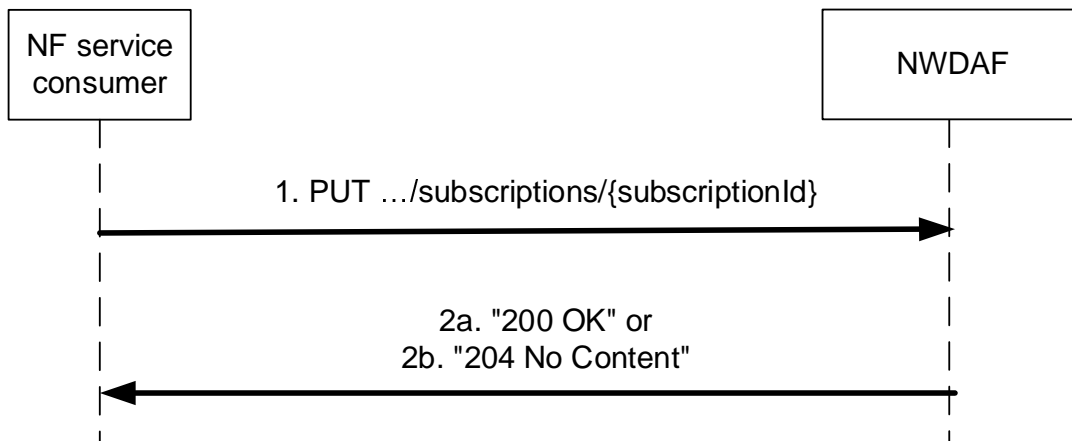 NF service
consumer
NWDAF
1. PUT …/subscriptions/{subscriptionId}
2a. "200 OK" or
2b. "204 No Content"